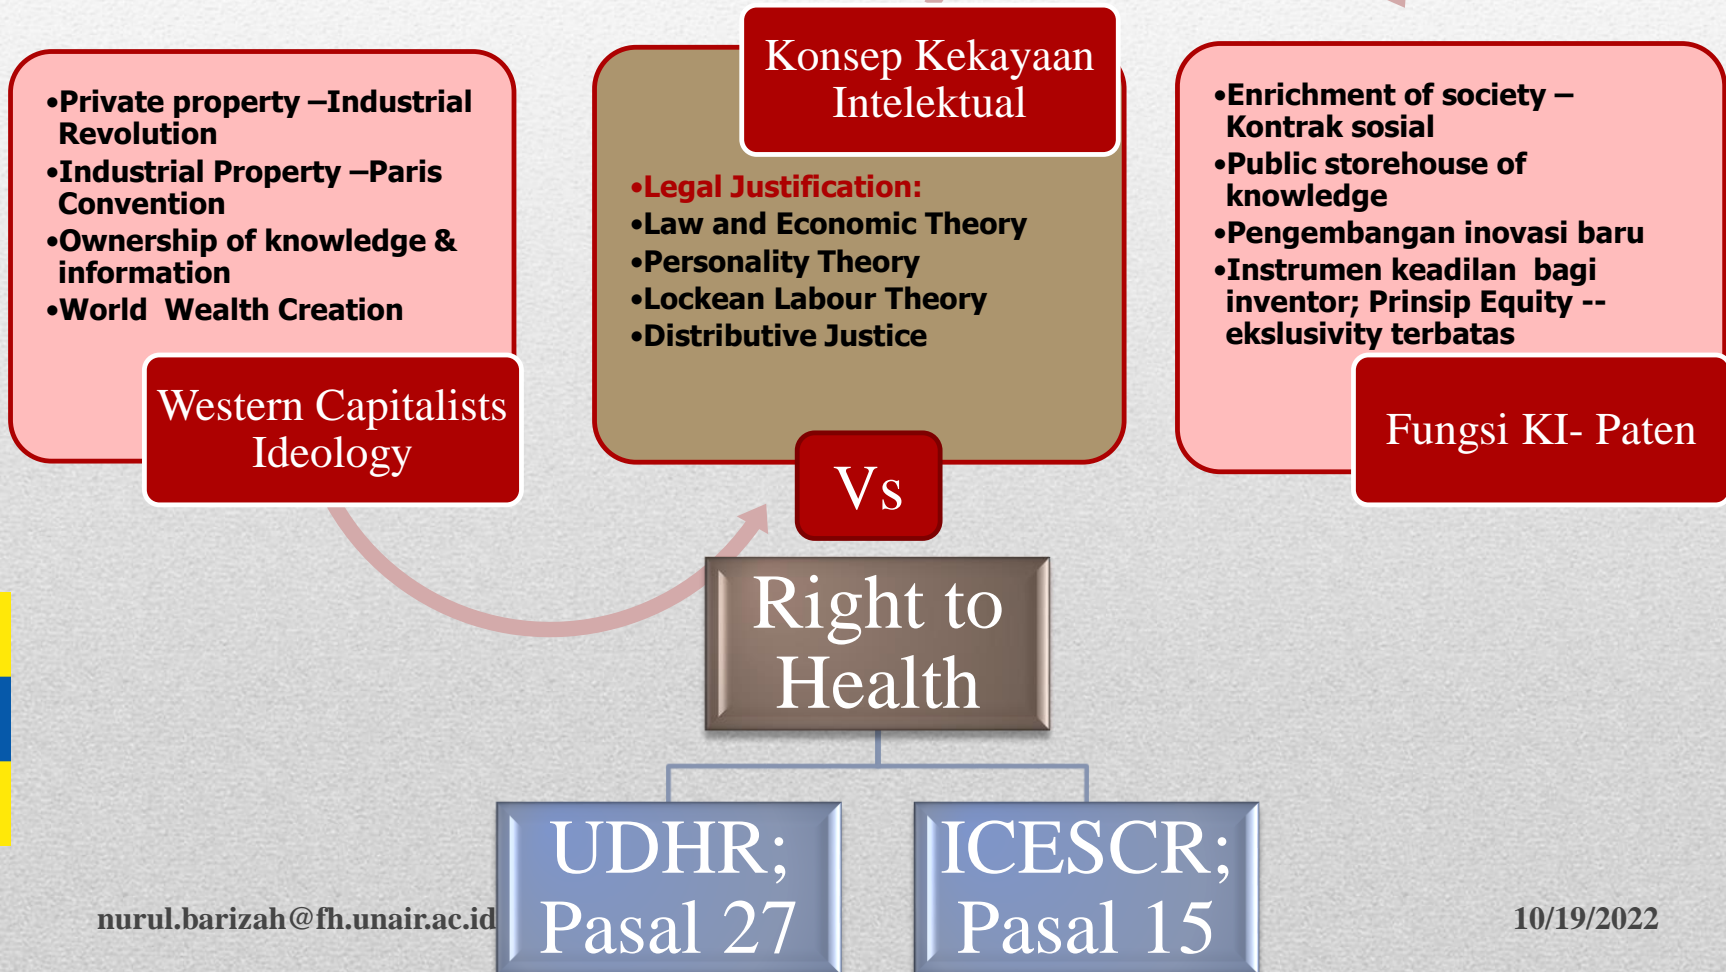 •Private property –Industrial
Revolution
•Industrial Property –Paris
Convention
•Ownership of knowledge &
information
•World  Wealth Creation
Western Capitalists
Ideology
Konsep Kekayaan
Intelektual
•Legal Justification:
•Law and Economic Theory
•Personality Theory
•Lockean Labour Theory
•Distributive Justice
•Enrichment of society –
Kontrak sosial
•Public storehouse of
knowledge
•Pengembangan inovasi baru
•Instrumen keadilan  bagi
inventor; Prinsip Equity --
ekslusivity terbatas
Fungsi KI- Paten
Vs
Right to
Health
UDHR;
Pasal 27
ICESCR;
Pasal 15
nurul.barizah@fh.unair.ac.id
10/19/2022